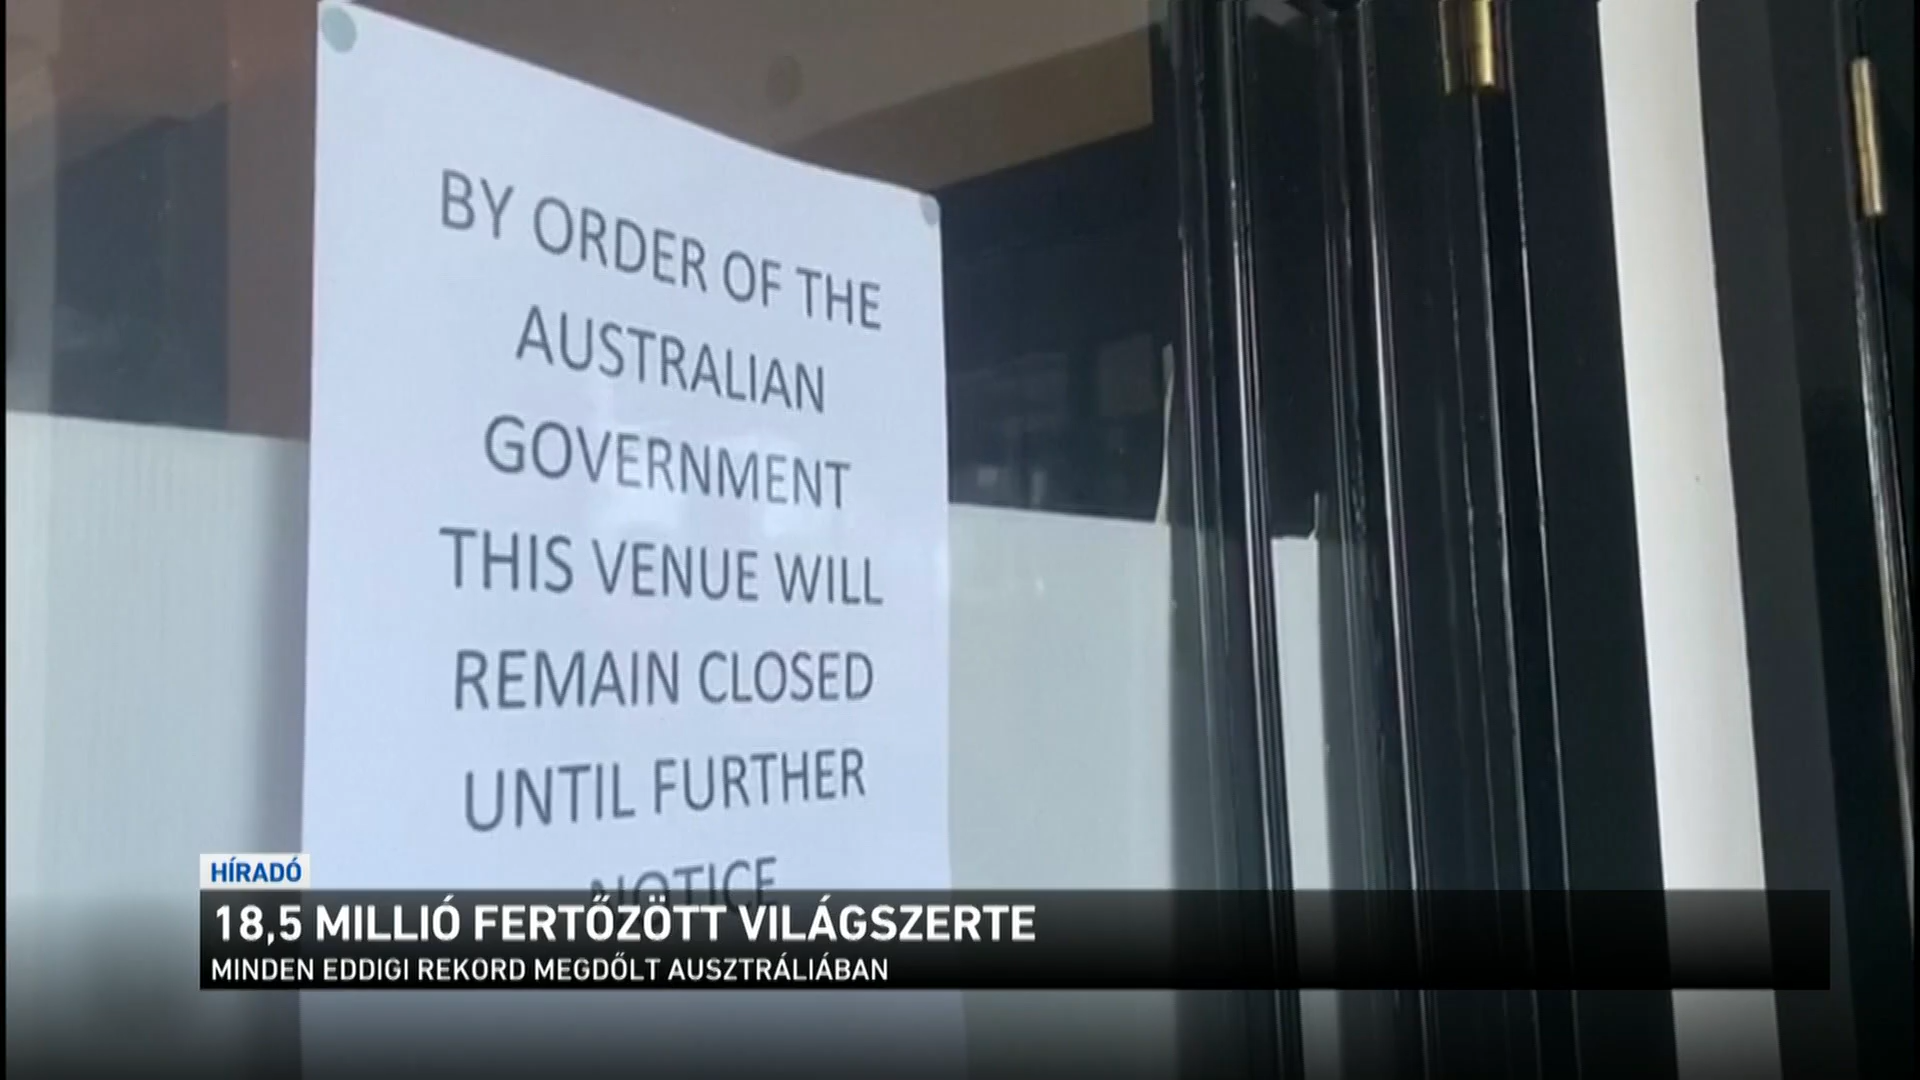 BY ORDER OF THE
AUSTRALIAN
GOVERNMENT
THIS VENUE WILL
REMAIN CLOSED
UNTIL FURTHER
NOTICE
HÍRADÓ
18,5 MILLIÓ FERTŐZÖTT VILÁGSZERTE
MINDEN EDDIGI REKORD MEGDŐLT AUSZTRÁLIÁBAN